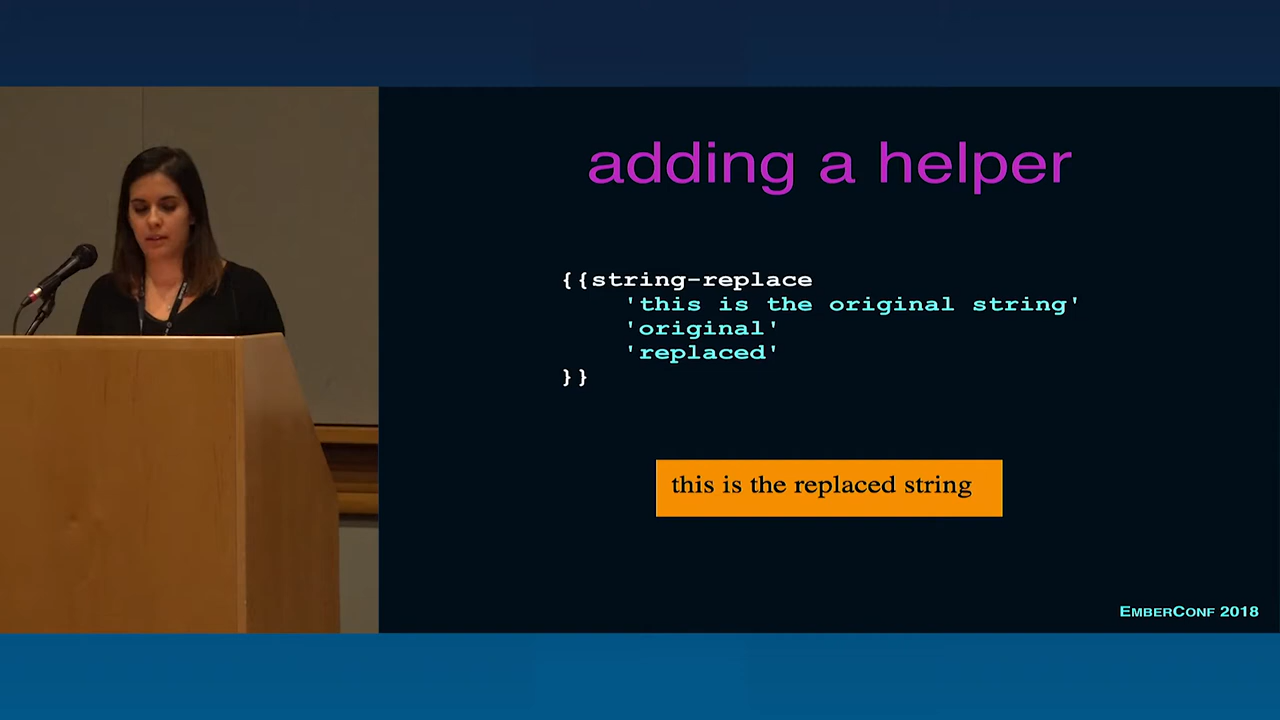 adding a helper
{{string-replace
'this is the original string'
'original'
'replaced'
}}
this is the replaced string
EMBERCONF 2018